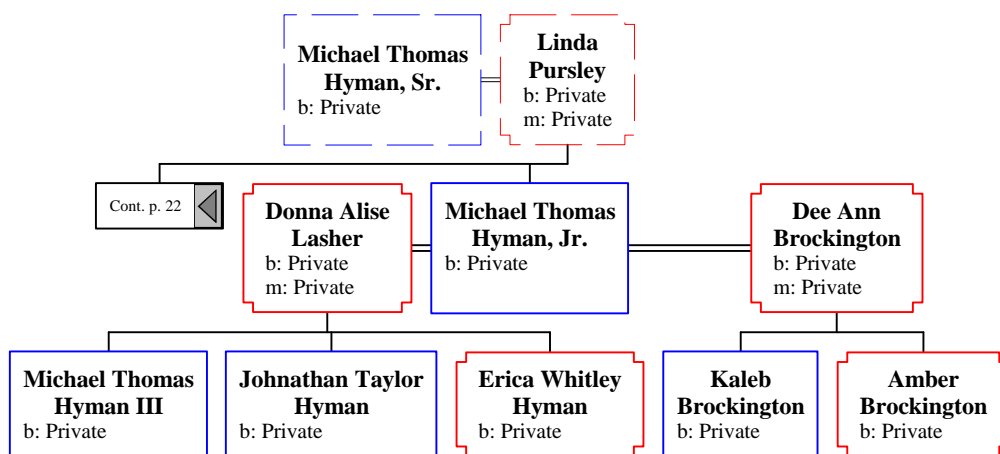 Michael Thomas
Hyman, Sr.
b: Private
Linda
Pursley
b: Private
m: Private
Cont. p. 22
Donna Alise
Lasher
b: Private
m: Private
Michael Thomas
Hyman, Jr.
b: Private
Dee Ann
Brockington
b: Private
m: Private
Michael Thomas
Hyman III
b: Private
Johnathan Taylor
Hyman
b: Private
Erica Whitley
Hyman
b: Private
Kaleb
Brockington
b: Private
Amber
Brockington
b: Private